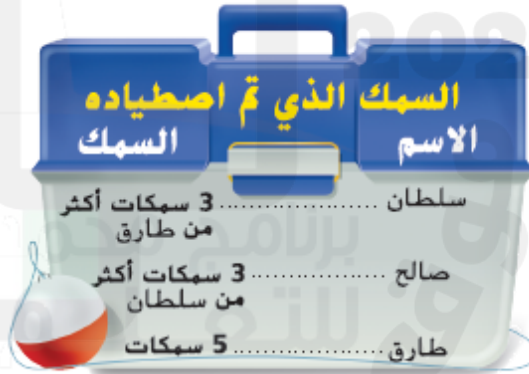 السمك الذي تم اصطياده
الاسم السمك
سلطان .................... 3 سمكات أكثر
من طارق
صالح ................. 3 سمكات أكثر
من سلطان
طارق ................. 5 سمكات